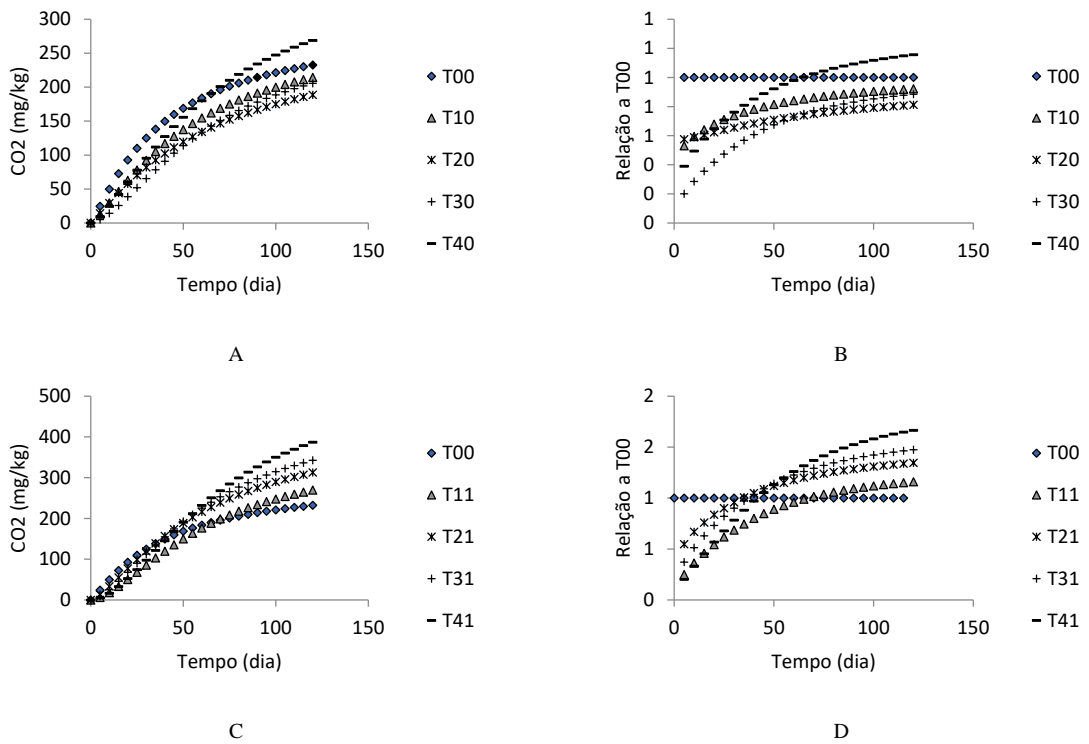 300
250
200
150
100
50
0
CO2 (mg/kg)
0 50 100 150
Tempo (dia)
T00
T10
T20
T30
T40
A
1
1
1
1
1
0
0
0
Relação a T00
0 50 100 150
Tempo (dia)
T00
T10
T20
T30
T40
B
500
400
300
200
100
0
CO2 (mg/kg)
0 50 100 150
Tempo (dia)
T00
T11
T21
T31
T41
C
2
2
1
1
0
Relação a T00
0 50 100 150
Tempo (dia)
T00
T11
T21
T31
T41
D